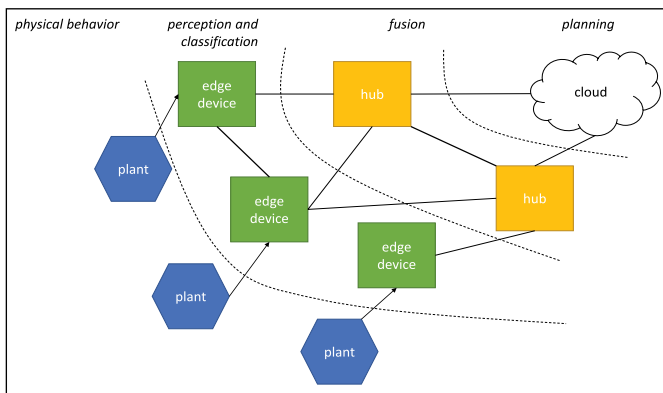 physical behavior
perception and
classification
fusion
planning
edge
device
hub
cloud
plant
edge
device
hub
edge
device
plant
plant